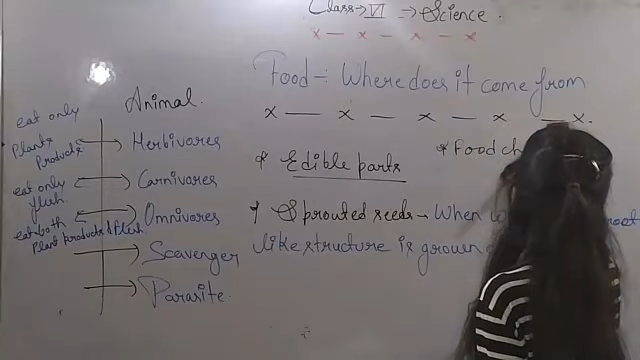 Class → VI → Science.
Food :- Where does it come from
Animal.
eat only
Plants
Products
Herbivores
eat only
flesh.
Carnivores
eat both
Plant products & flesh
Omnivores
Scavenger
Parasite.
* Edible parts
* Food ch
* Sprouted seeds - When root
like structure is grown